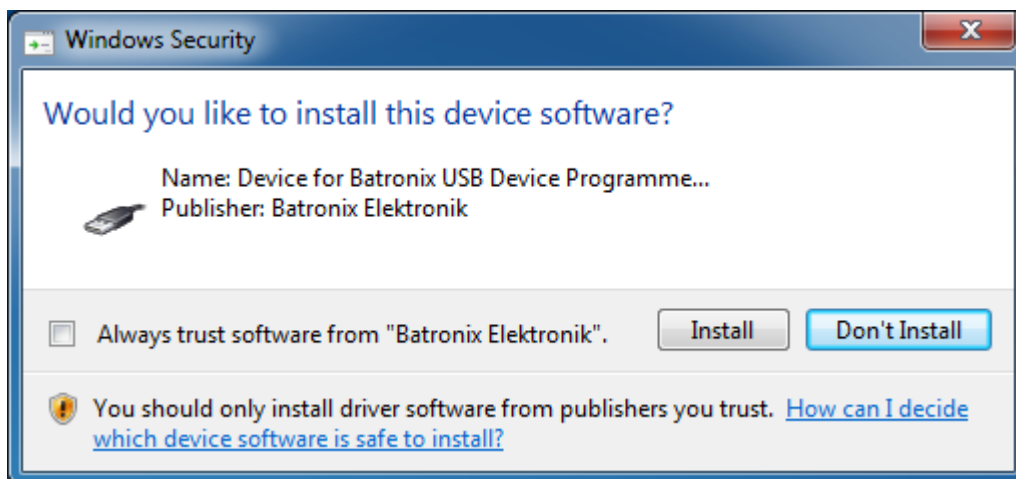 Windows Security
Would you like to install this device software?
Name: Device for Batronix USB Device Programme...
Publisher: Batronix Elektronik
Always trust software from "Batronix Elektronik".
Install
Don't Install
You should only install driver software from publishers you trust. How can I decide
which device software is safe to install?